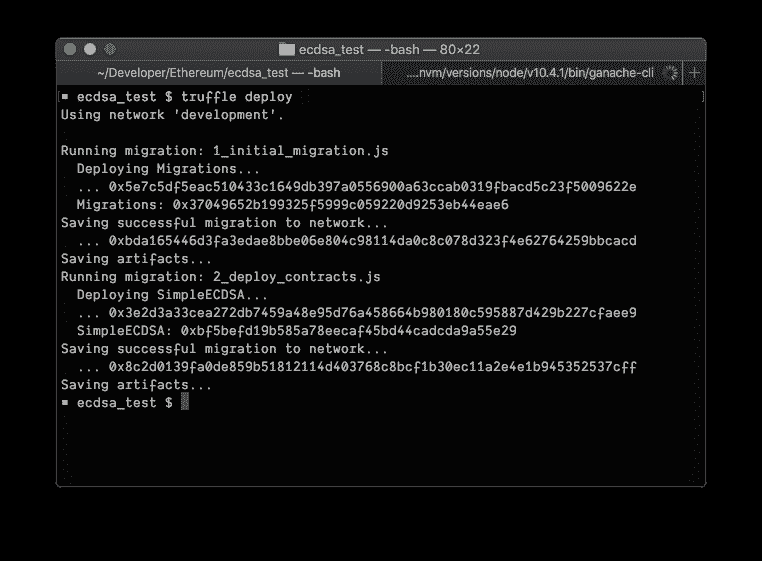 ecdsa_test — -bash — 80×22
~/Developer/Ethereum/ecdsa_test — -bash
....nvm/versions/node/v10.4.1/bin/ganache-cli
ecdsa_test $ truffle deploy
Using network 'development'.
Running migration: 1_initial_migration.js
Deploying Migrations...
... 0x5e7c5df5eac510433c1649db397a0556900a63ccab0319fbacd5c23f5009622e
Migrations: 0x37049652b199325f5999c059220d9253eb44eae6
Saving successful migration to network...
... 0xbda165446d3fa3edae8bbe06e804c98114da0c8c078d323f4e62764259bbcacd
Saving artifacts...
Running migration: 2_deploy_contracts.js
Deploying SimpleECDSA...
... 0x3e2d3a33cea272db7459a48e95d76a458664b980180c595887d429b227cfaee9
SimpleECDSA: 0xbf5befd19b585a78eecaf45bd44cadcda9a55e29
Saving successful migration to network...
... 0x8c2d0139fa0de859b51812114d403768c8bcf1b30ec11a2e4e1b945352537cff
Saving artifacts...
ecdsa_test $